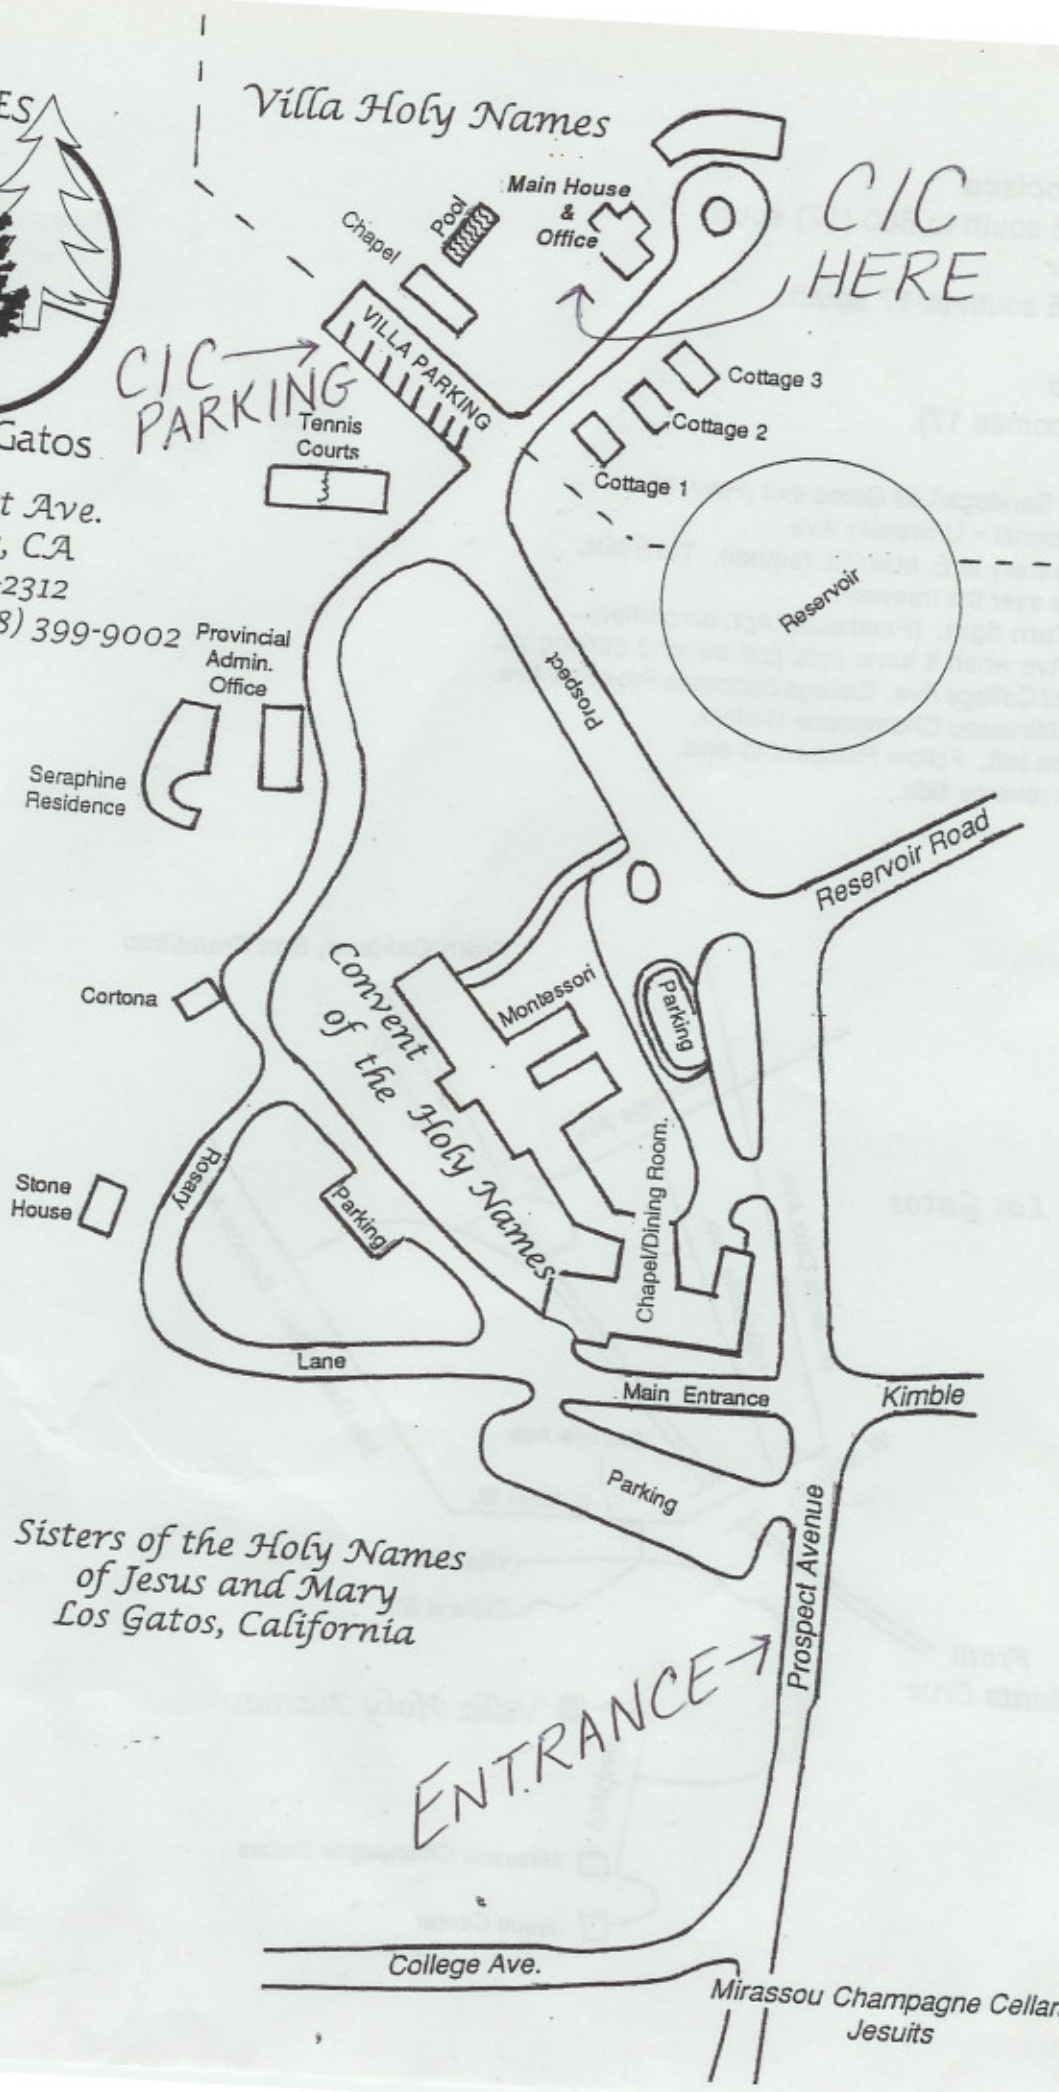 ES
Villa Holy Names
Main House
&
Office
Pool
Chapel
CIC
HERE
VILLA PARKING
CIC
PARKING
Tennis
Courts
Cottage 3
Cottage 2
Cottage 1
Gatos
t Ave.
, CA
-2312
8) 399-9002
Reservoir
Provincial
Admin.
Office
Prospect
Seraphine
Residence
Reservoir Road
Cortona
Convent
of the Holy Names
Montessori
Parking
Stone
House
Rosary
Parking
Chapel/Dining Room.
Lane
Main Entrance
Kimble
Parking
Prospect Avenue
Sisters of the Holy Names
of Jesus and Mary
Los Gatos, California
ENTRANCE
College Ave.
Mirassou Champagne Cellar
Jesuits